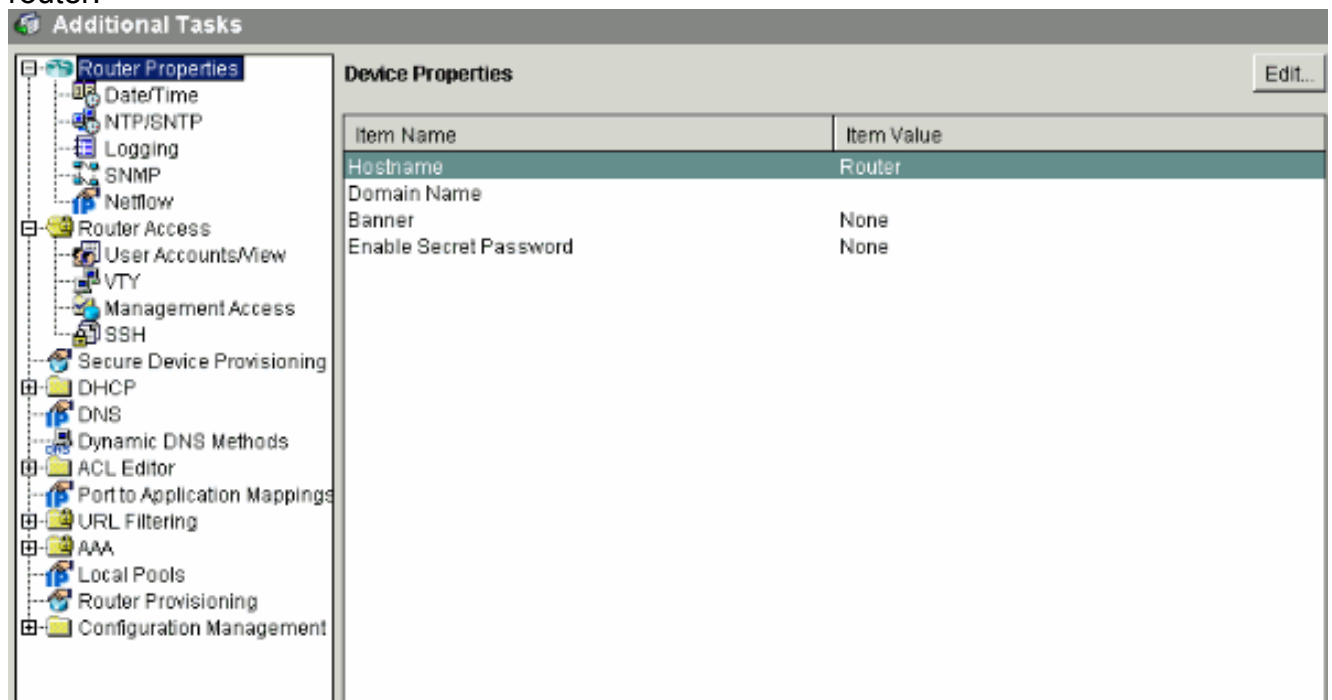 router.
Additional Tasks
Router Properties
Date/Time
NTP/SNTP
Logging
SNMP
Netflow
Router Access
User Accounts/View
VTY
Management Access
SSH
Secure Device Provisioning
DHCP
DNS
Dynamic DNS Methods
ACL Editor
Port to Application Mappings
URL Filtering
AAA
Local Pools
Router Provisioning
Configuration Management
Device Properties
Edit...
Item Name Item Value
Hostname Router
Domain Name
Banner None
Enable Secret Password None